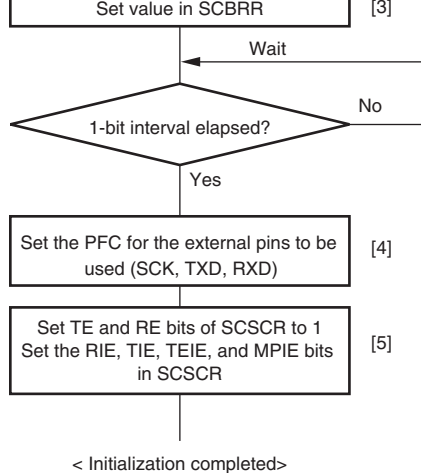 Set value in SCBRR
[3]
Wait
1-bit interval elapsed?
No
Yes
Set the PFC for the external pins to be
used (SCK, TXD, RXD)
[4]
Set TE and RE bits of SCSCR to 1
Set the RIE, TIE, TEIE, and MPIE bits
in SCSCR
[5]
< Initialization completed>